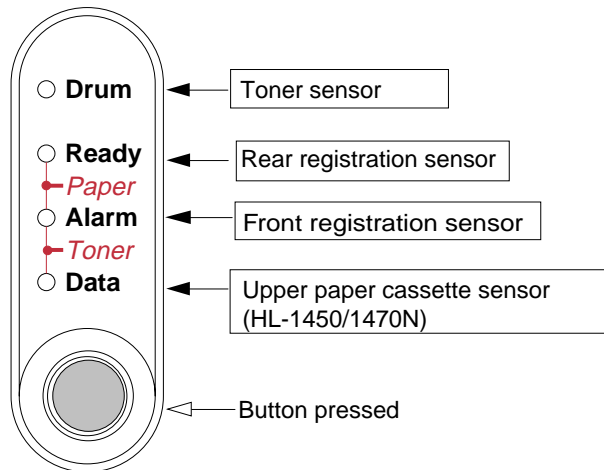 Drum
Toner sensor
Ready
Rear registration sensor
Paper
Alarm
Front registration sensor
Toner
Data
Upper paper cassette sensor
(HL-1450/1470N)
Button pressed